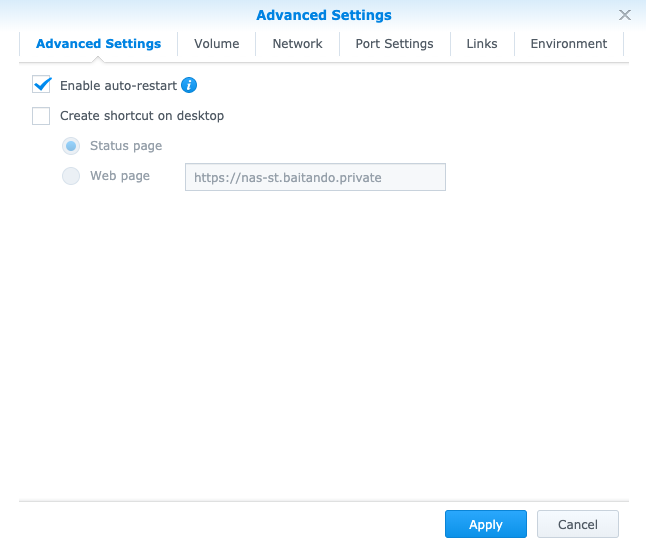 Advanced Settings
Advanced Settings Volume Network Port Settings Links Environment
Enable auto-restart
Create shortcut on desktop
Status page
Web page https://nas-st.baitando.private
Apply Cancel